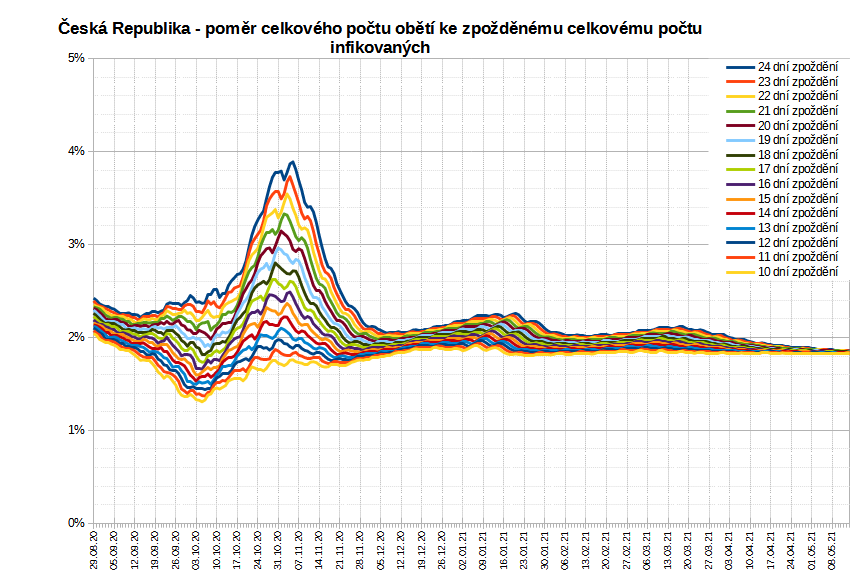 Česká Republika - poměr celkového počtu obětí ke zpožděnému celkovému počtu
infikovaných
5%
4%
3%
2%
1%
0%
24 dní zpoždění
23 dní zpoždění
22 dní zpoždění
21 dní zpoždění
20 dní zpoždění
19 dní zpoždění
18 dní zpoždění
17 dní zpoždění
16 dní zpoždění
15 dní zpoždění
14 dní zpoždění
13 dní zpoždění
12 dní zpoždění
11 dní zpoždění
10 dní zpoždění
29.08.20
05.09.20
12.09.20
19.09.20
26.09.20
03.10.20
10.10.20
17.10.20
24.10.20
31.10.20
07.11.20
14.11.20
21.11.20
28.11.20
05.12.20
12.12.20
19.12.20
26.12.20
02.01.21
09.01.21
16.01.21
23.01.21
30.01.21
06.02.21
13.02.21
20.02.21
27.02.21
06.03.21
13.03.21
20.03.21
27.03.21
03.04.21
10.04.21
17.04.21
24.04.21
01.05.21
08.05.21